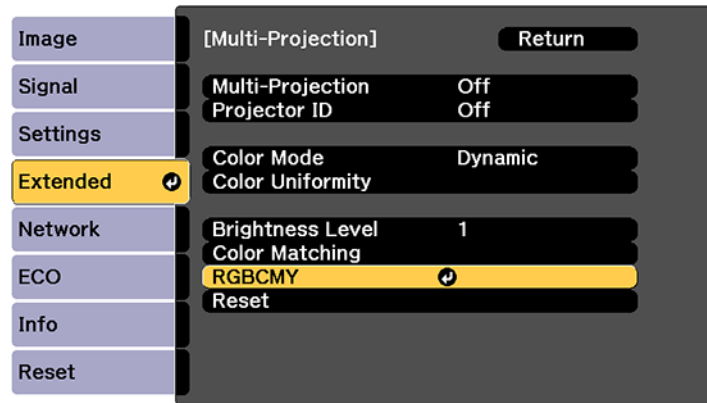 Image
Signal
Settings
Extended
Network
ECO
Info
Reset
[Multi-Projection] Return
Multi-Projection Off
Projector ID Off
Color Mode Dynamic
Color Uniformity
Brightness Level 1
Color Matching
RGBCMY
Reset